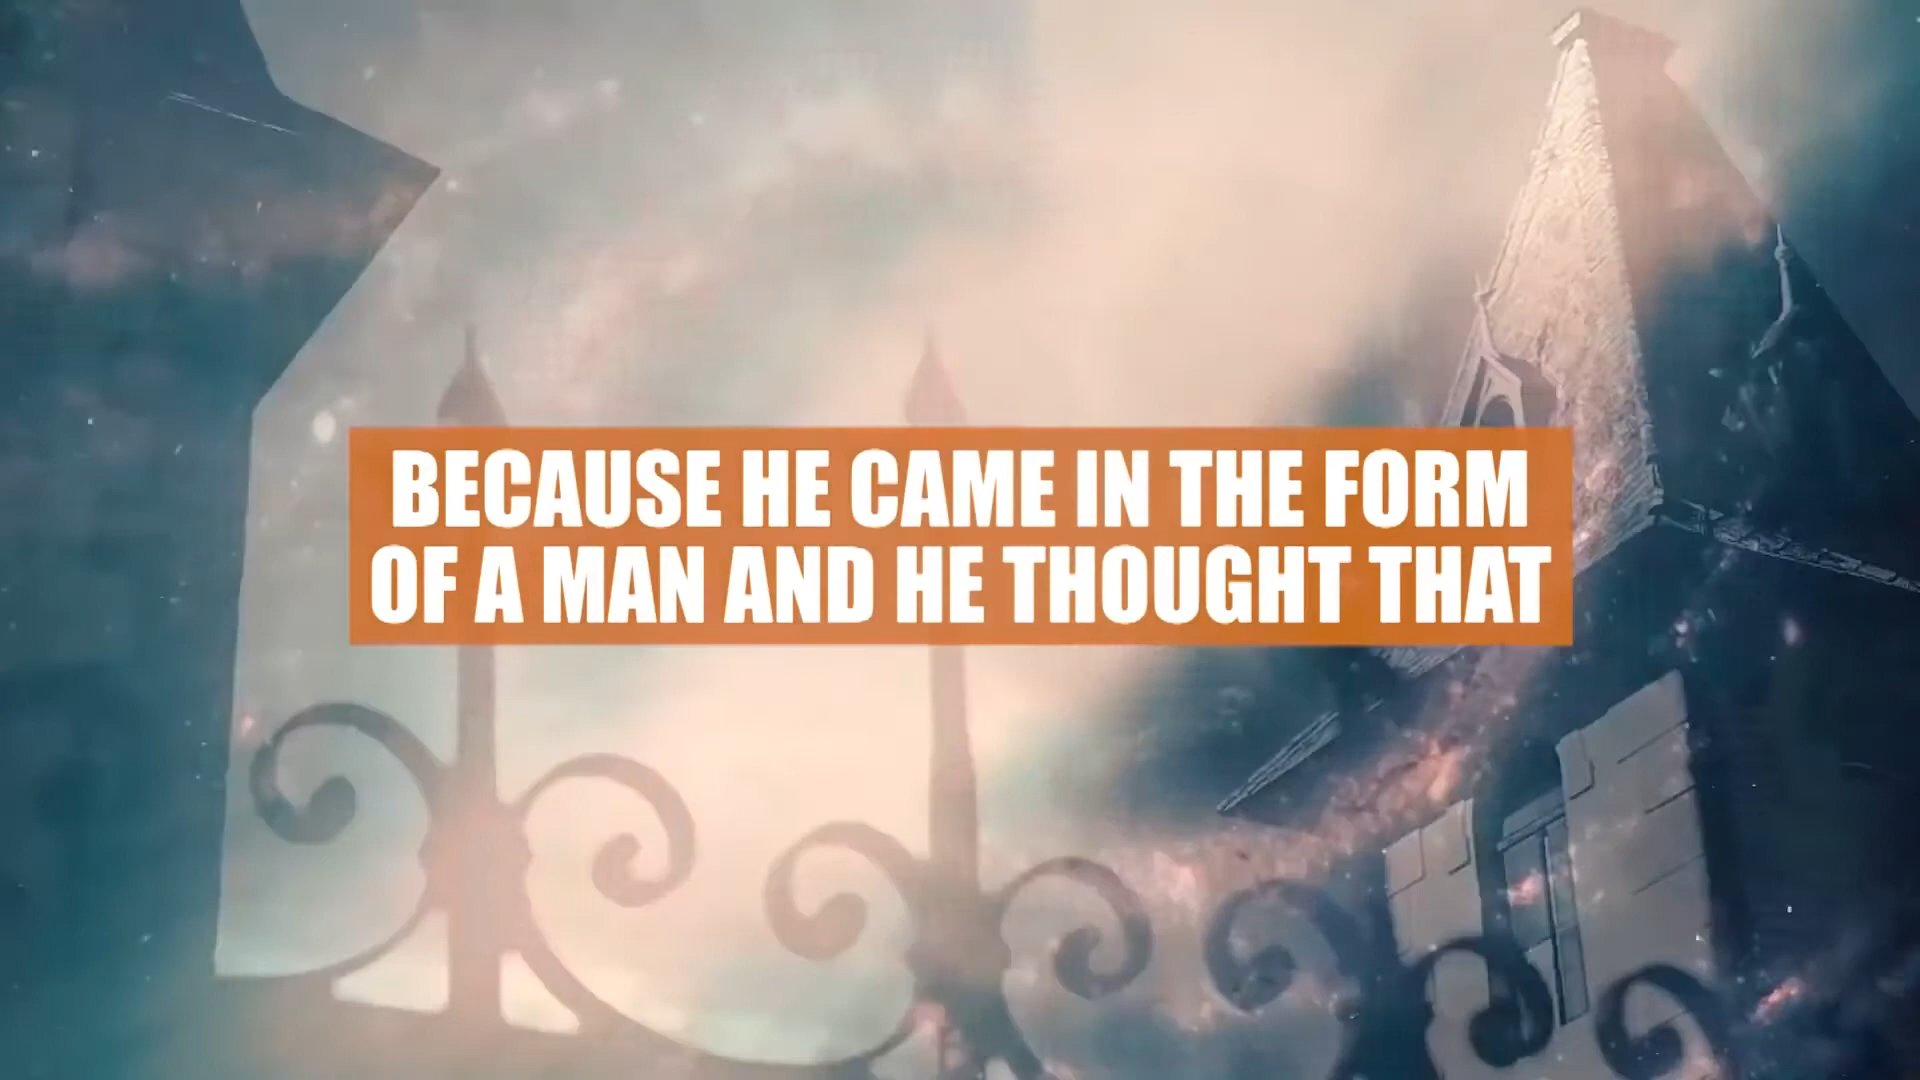 BECAUSE HE CAME IN THE FORM
OF A MAN AND HE THOUGHT THAT